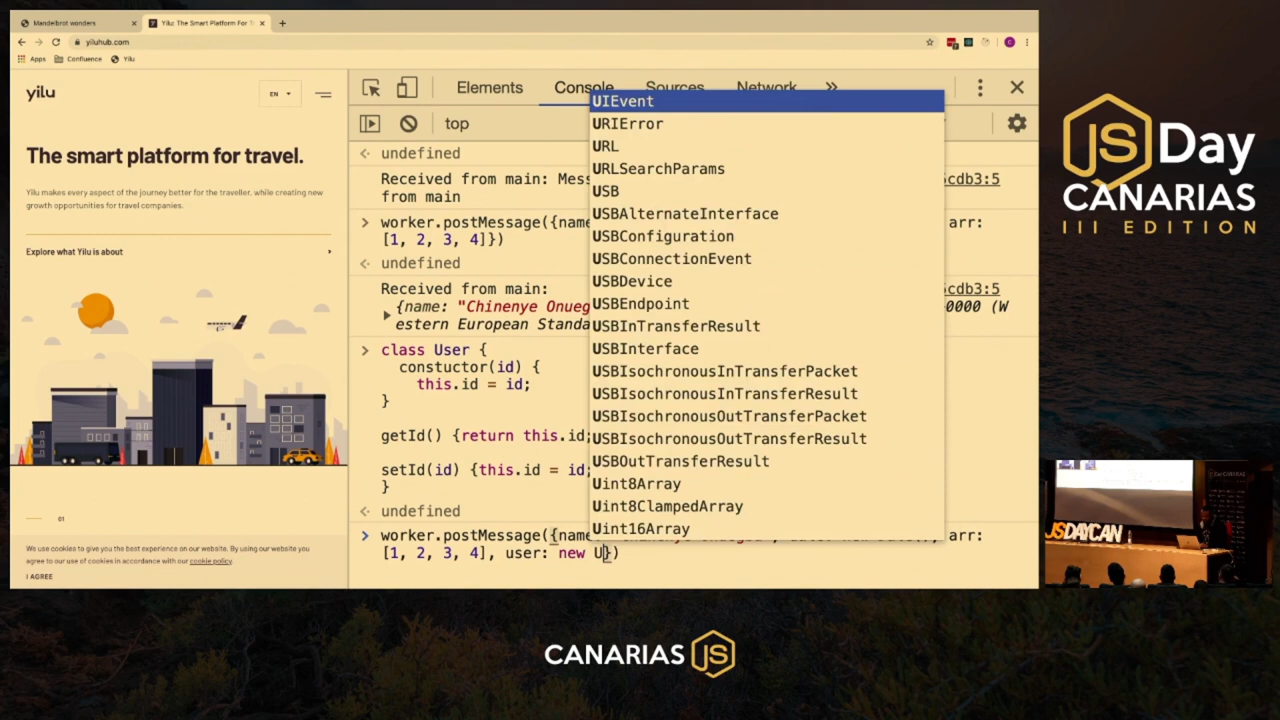 Mandelbrot wonders
Yilu: The Smart Platform For Tr
yiluhub.com
Apps
Confluence
Yilu
yilu
EN
The smart platform for travel.
Yilu makes every aspect of the journey better for the traveller, while creating new
growth opportunities for travel companies.
Explore what Yilu is about
01
We use cookies to give you the best experience on our website. By using our website you
agree to our use of cookies in accordance with our cookie policy.
I AGREE
Elements
Console
Sources
Network
top
undefined
Received from main: Mess
from main
5cdb3:5
> worker.postMessage({name
arr:
[1, 2, 3, 4]})
undefined
Received from main:
5cdb3:5
{name: "Chinenye Onueg
0000 (W
estern European Standa
> class User {
constuctor(id) {
this.id = id;
}
getId() {return this.id;
setId(id) {this.id = id;
}
undefined
> worker.postMessage({name
arr:
[1, 2, 3, 4], user: new U})
UIEvent
URIError
URL
URLSearchParams
USB
USBAlternateInterface
USBConfiguration
USBConnectionEvent
USBDevice
USBEndpoint
USBInTransferResult
USBInterface
USBIsochronousInTransferPacket
USBIsochronousInTransferResult
USBIsochronousOutTransferPacket
USBIsochronousOutTransferResult
USBOutTransferResult
Uint8Array
Uint8ClampedArray
Uint16Array
JS Day
CANARIAS
III EDITION
JSDAYCAN
CANARIAS JS